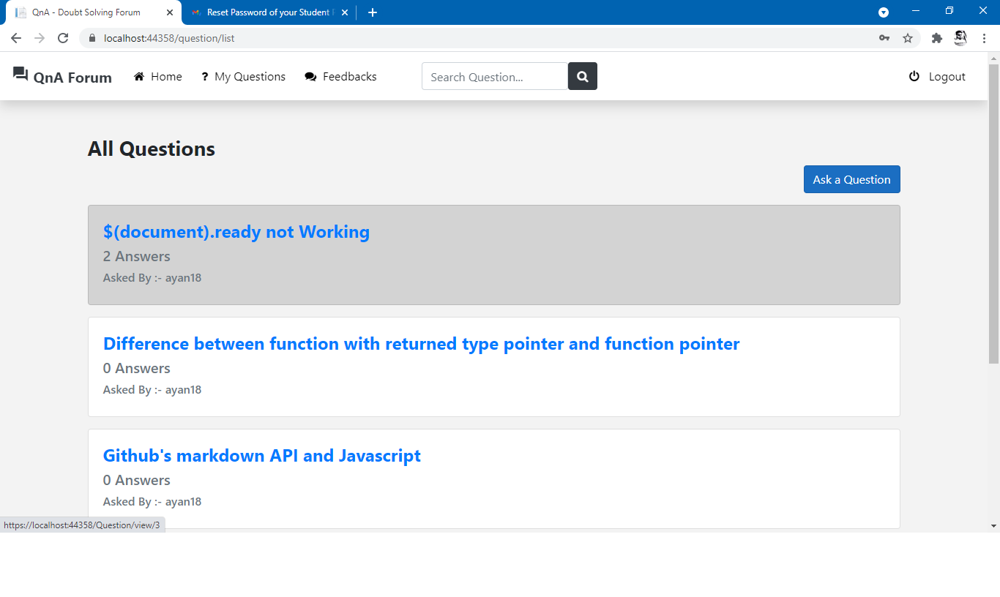 QnA - Doubt Solving Forum
Reset Password of your Student
localhost:44358/question/list
QnA Forum Home ? My Questions Feedbacks Search Question... Logout
All Questions
Ask a Question
$(document).ready not Working
2 Answers
Asked By :- ayan18
Difference between function with returned type pointer and function pointer
0 Answers
Asked By :- ayan18
Github's markdown API and Javascript
0 Answers
Asked By :- ayan18
https://localhost:44358/Question/view/3